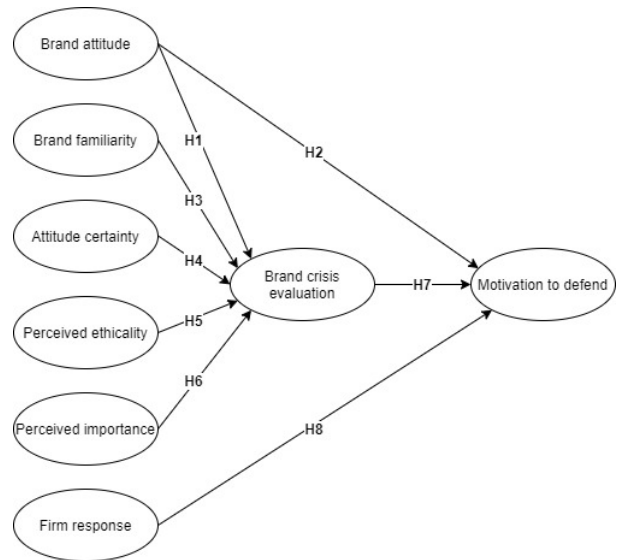 Brand attitude
H1
H2
Brand familiarity
H3
Attitude certainty
H4
Brand crisis
evaluation
H7
Motivation to defend
Perceived ethicality
H5
H6
Perceived importance
H8
Firm response